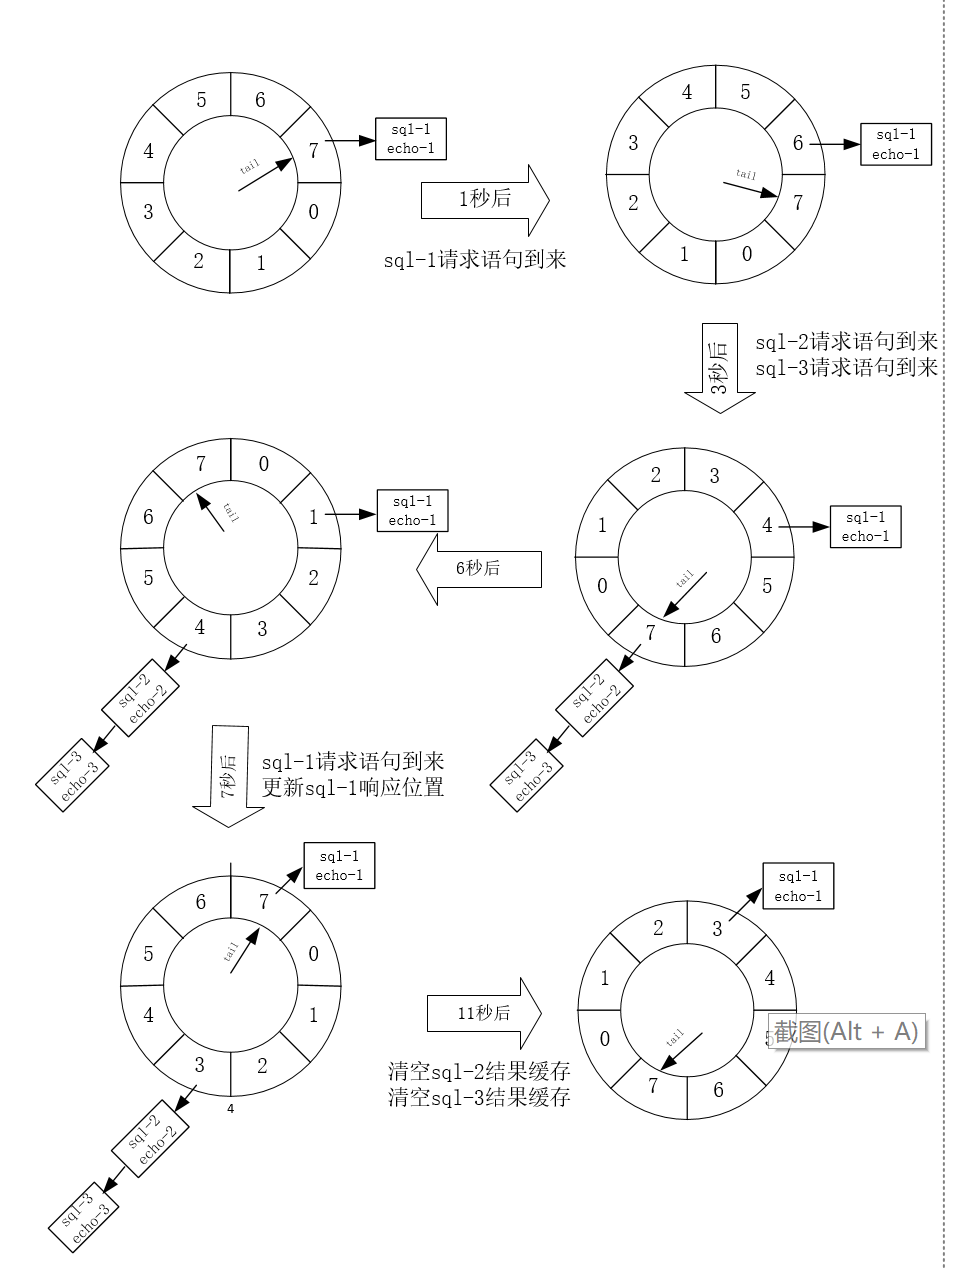 5
6
4
7
tail
3
0
2
1
sql-1
echo-1
1秒后
sql-1请求语句到来
4
5
3
6
tail
2
7
1
0
sql-1
echo-1
3秒后
sql-2请求语句到来
sql-3请求语句到来
2
3
1
4
tail
0
5
7
6
sql-1
echo-1
sql-2
echo-2
sql-3
echo-3
6秒后
7
0
6
1
tail
5
2
4
3
sql-1
echo-1
sql-2
echo-2
sql-3
echo-3
7秒后
sql-1请求语句到来
更新sql-1响应位置
6
7
5
0
tail
4
1
3
2
4
sql-1
echo-1
sql-2
echo-2
sql-3
echo-3
11秒后
清空sql-2结果缓存
清空sql-3结果缓存
2
3
1
4
tail
0
7
6
sql-1
echo-1
截图(Alt + A)